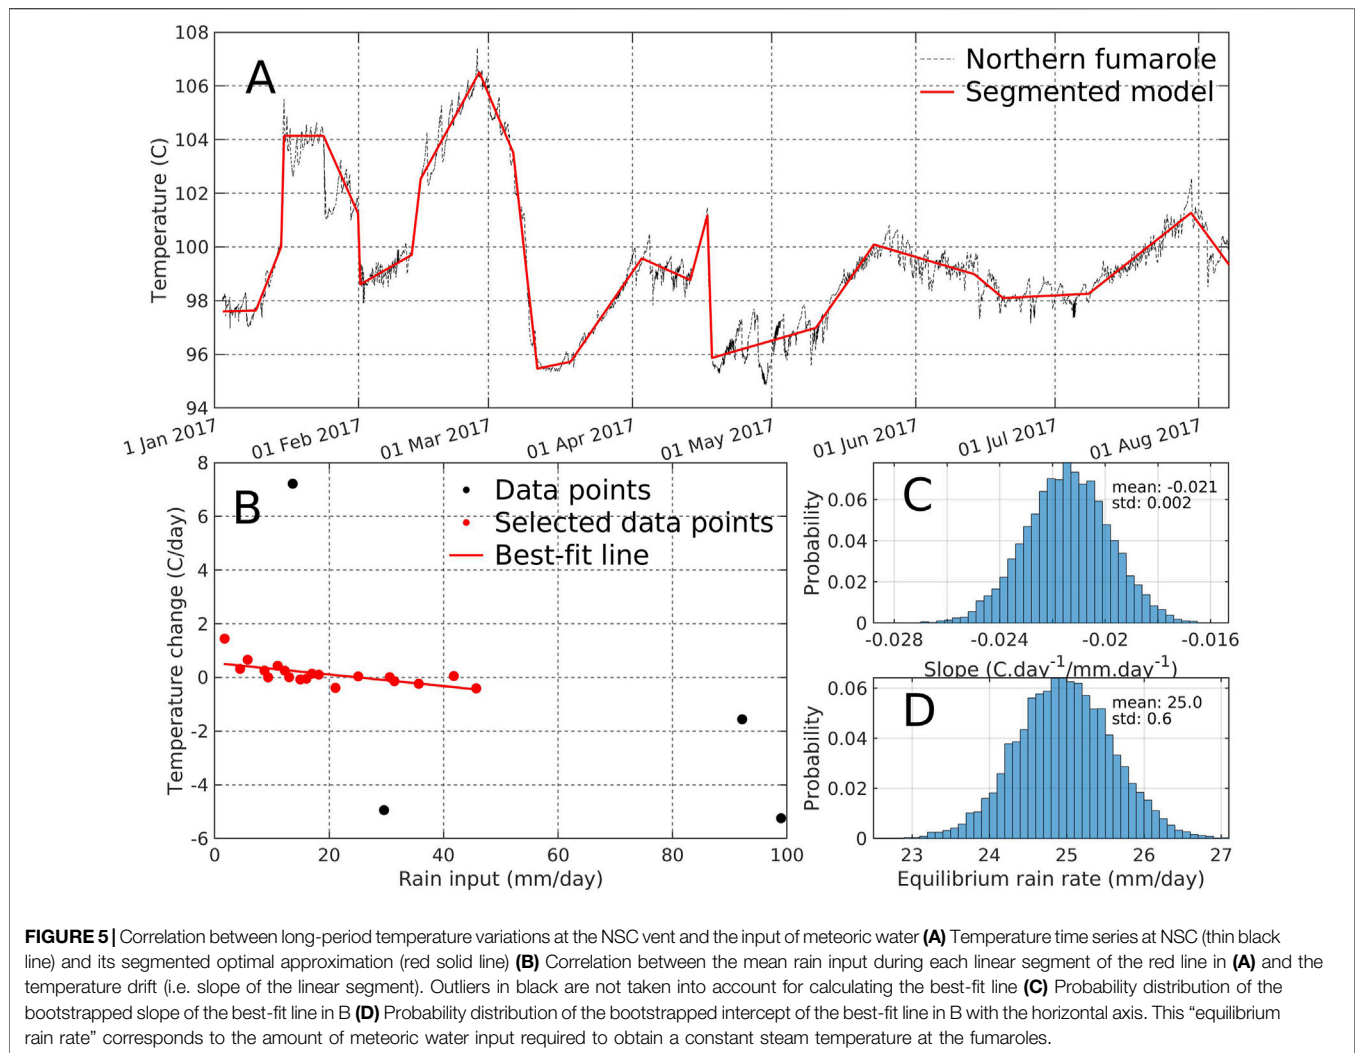 108
106
104
102
100
98
96
94
Temperature (C)
A
Northern fumarole
Segmented model
1 Jan 2017
01 Feb 2017
01 Mar 2017
01 Apr 2017
01 May 2017
01 Jun 2017
01 Jul 2017
01 Aug 2017
8
6
4
2
0
-2
-4
-6
Temperature change (C/day)
B
Data points
Selected data points
Best-fit line
0 20 40 60 80 100
Rain input (mm/day)
0.06
0.04
0.02
0
Probability
C
mean: -0.021
std: 0.002
-0.028 -0.024 -0.02 -0.016
Slope (C.day⁻¹/mm.day⁻¹)
0.06
0.04
0.02
0
Probability
D
mean: 25.0
std: 0.6
23 24 25 26 27
Equilibrium rain rate (mm/day)
FIGURE 5 | Correlation between long-period temperature variations at the NSC vent and the input of meteoric water (A) Temperature time series at NSC (thin black
line) and its segmented optimal approximation (red solid line) (B) Correlation between the mean rain input during each linear segment of the red line in (A) and the
temperature drift (i.e. slope of the linear segment). Outliers in black are not taken into account for calculating the best-fit line (C) Probability distribution of the
bootstrapped slope of the best-fit line in B (D) Probability distribution of the bootstrapped intercept of the best-fit line in B with the horizontal axis. This “equilibrium
rain rate” corresponds to the amount of meteoric water input required to obtain a constant steam temperature at the fumaroles.